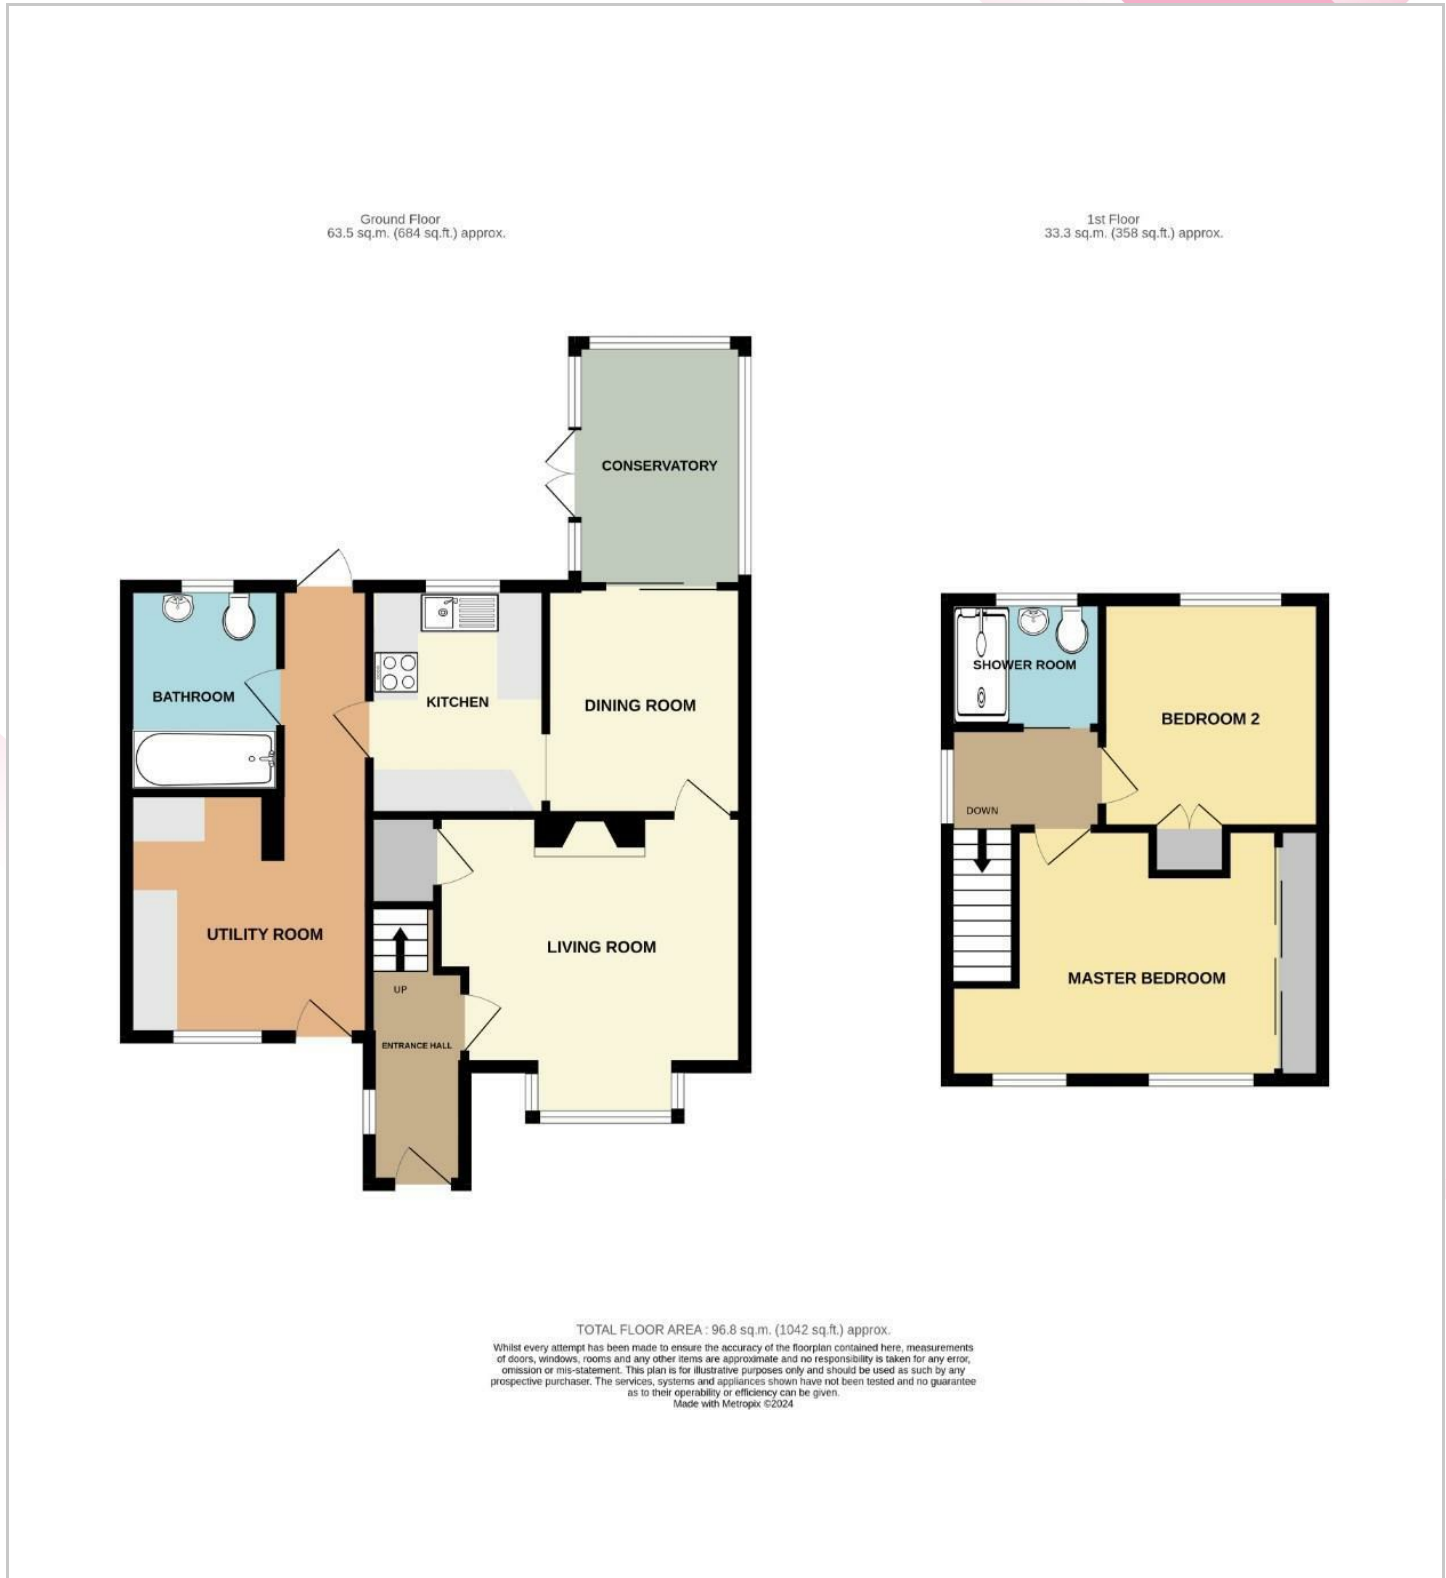 Ground Floor
63.5 sq.m. (684 sq.ft.) approx.
1st Floor
33.3 sq.m. (358 sq.ft.) approx.
CONSERVATORY
BATHROOM
KITCHEN
DINING ROOM
UTILITY ROOM
LIVING ROOM
UP
ENTRANCE HALL
SHOWER ROOM
BEDROOM 2
DOWN
MASTER BEDROOM
TOTAL FLOOR AREA : 96.8 sq.m. (1042 sq.ft.) approx.
Whilst every attempt has been made to ensure the accuracy of the floorplan contained here, measurements
of doors, windows, rooms and any other items are approximate and no responsibility is taken for any error,
omission or mis-statement. This plan is for illustrative purposes only and should be used as such by any
prospective purchaser. The services, systems and appliances shown have not been tested and no guarantee
as to their operability or efficiency can be given.
Made with Metropix ©2024